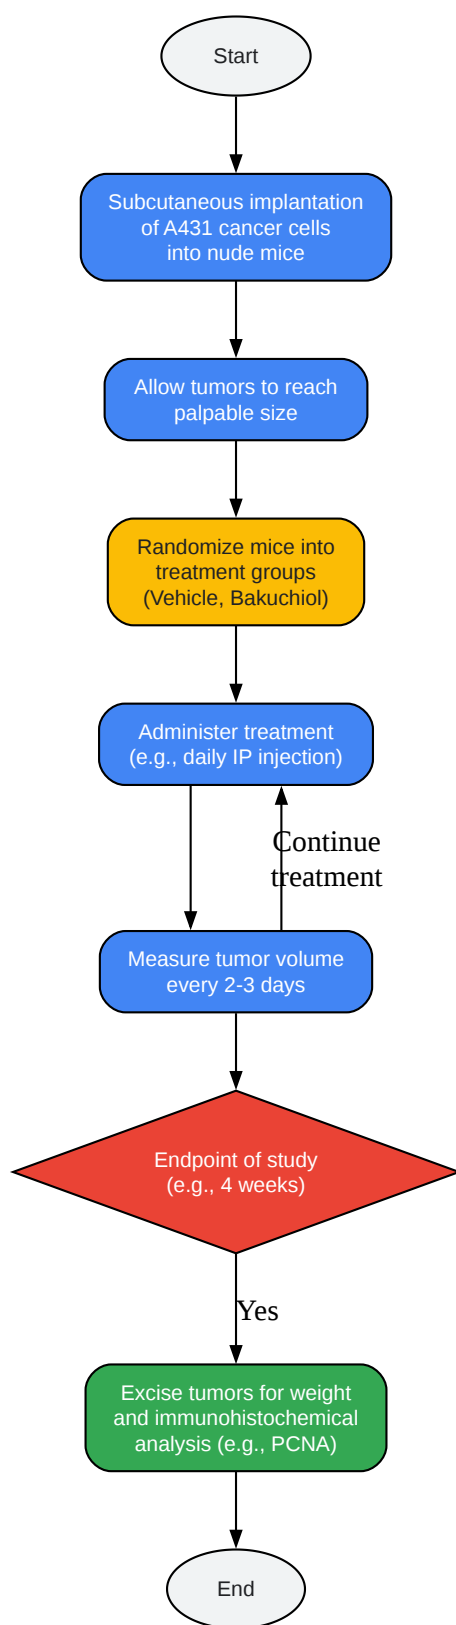 Start
Subcutaneous implantation
of A431 cancer cells
into nude mice
Allow tumors to reach
palpable size
Randomize mice into
treatment groups
(Vehicle, Bakuchiol)
Administer treatment
(e.g., daily IP injection)
Continue
treatment
Measure tumor volume
every 2-3 days
Endpoint of study
(e.g., 4 weeks)
Yes
Excise tumors for weight
and immunohistochemical
analysis (e.g., PCNA)
End